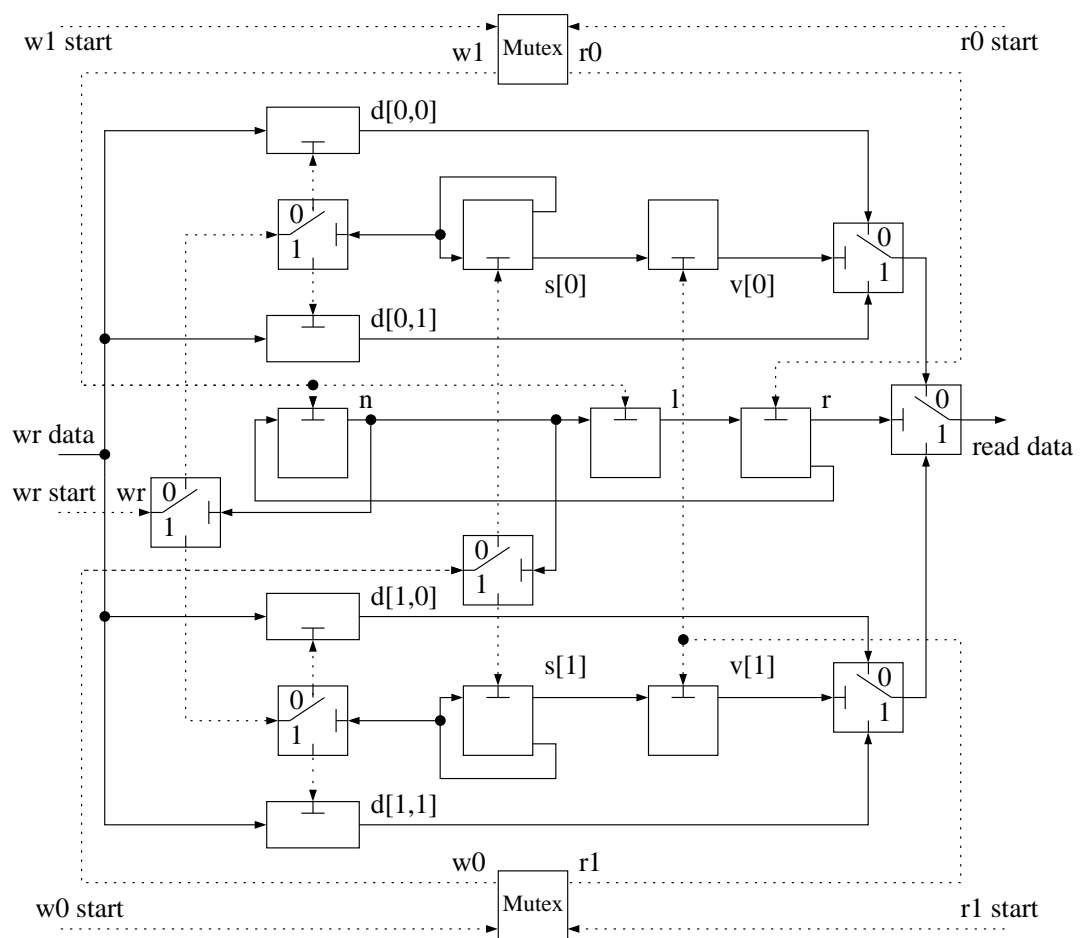 w1 start
w1
Mutex
r0
r0 start
d[0,0]
0
1
s[0]
v[0]
0
1
d[0,1]
n
l
r
0
1
read data
wr data
wr start
wr
0
1
0
1
d[1,0]
s[1]
v[1]
0
1
0
1
d[1,1]
w0
r1
w0 start
Mutex
r1 start